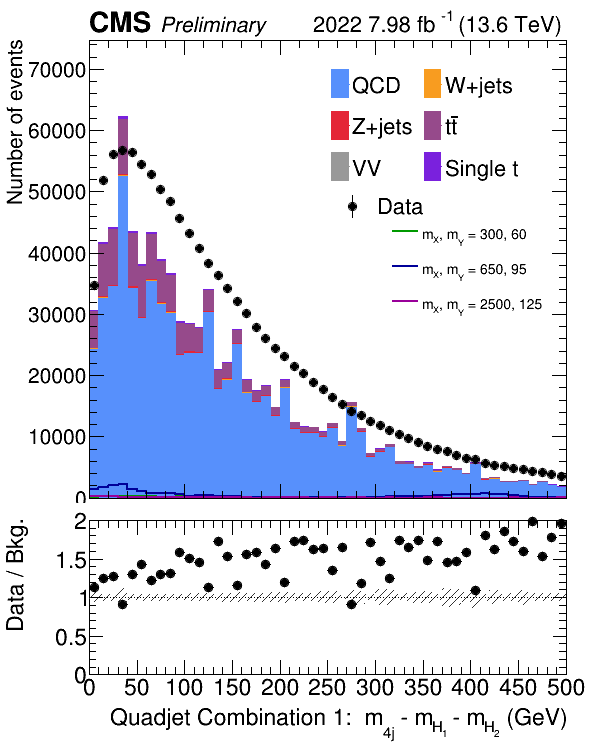 CMS Preliminary 2022 7.98 fb⁻¹ (13.6 TeV)
Number of events
70000
60000
50000
40000
30000
20000
10000
0
QCD W+jets
Z+jets tt̄
VV Single t
Data
m_X, m_Y = 300, 60
m_X, m_Y = 650, 95
m_X, m_Y = 2500, 125
Data / Bkg.
2
1.5
1
0.5
0
0 50 100 150 200 250 300 350 400 450 500
Quadjet Combination 1: m_4j - m_H₁ - m_H₂ (GeV)